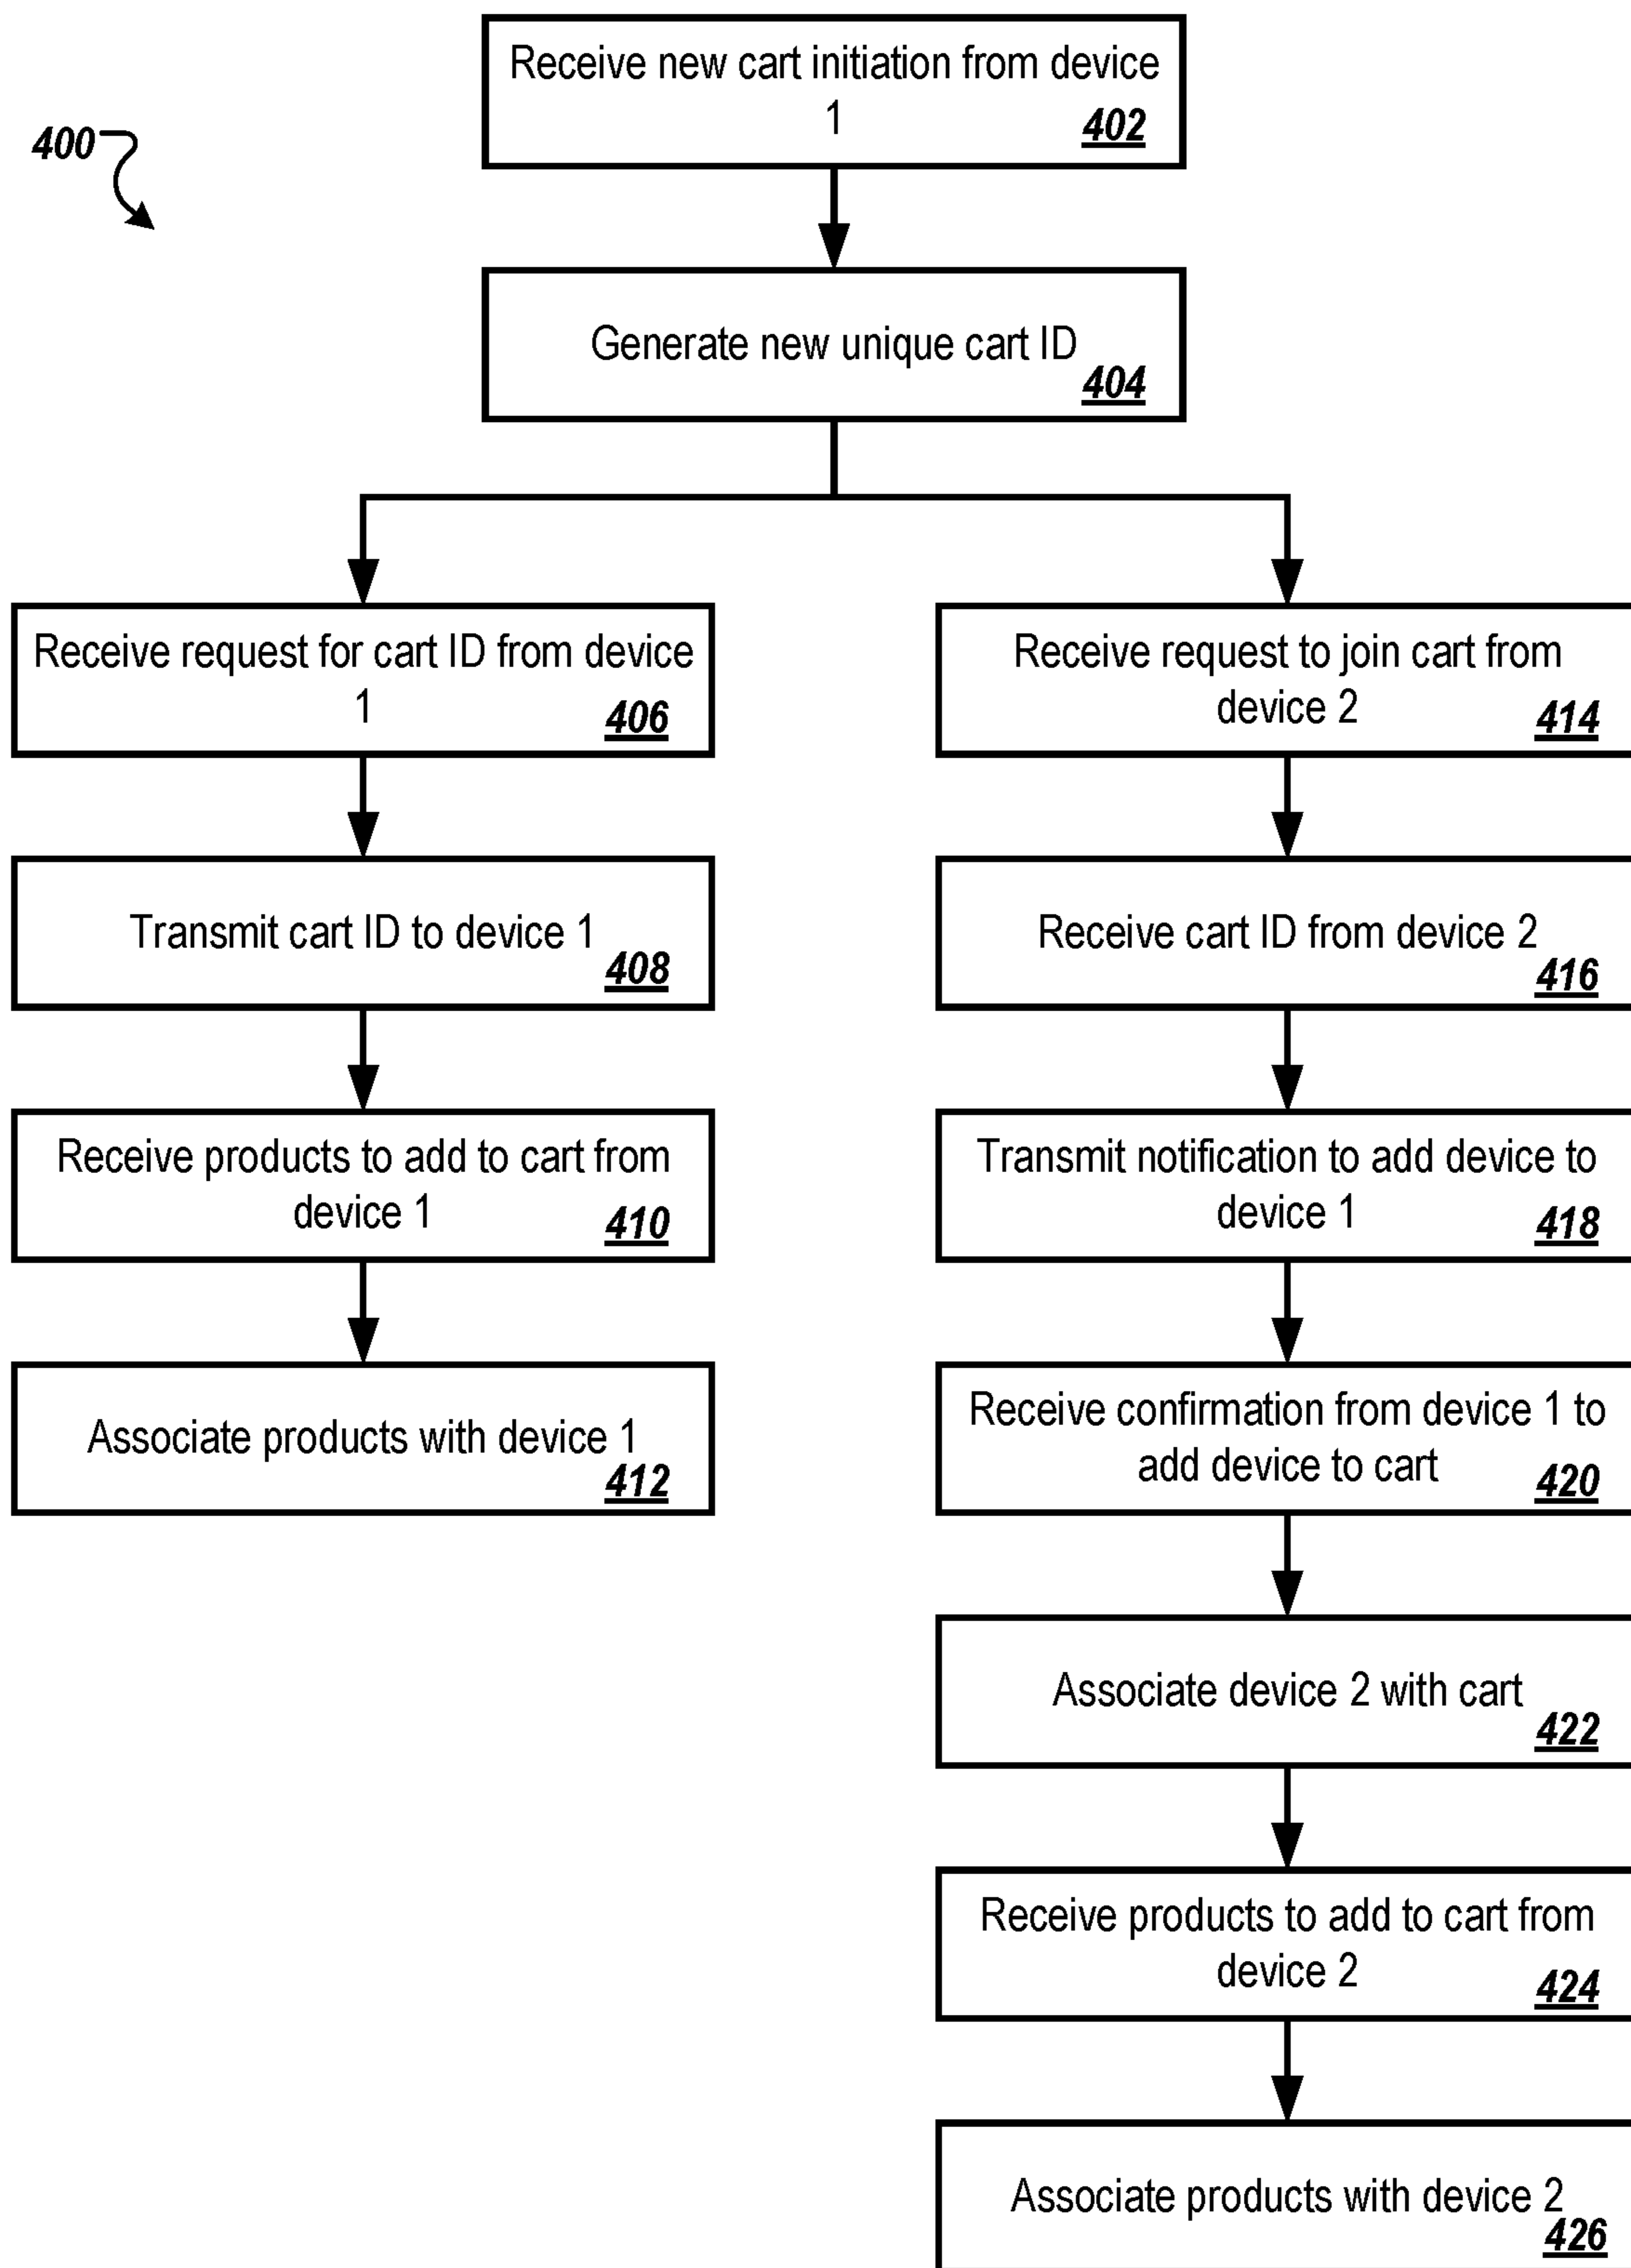 Receive new cart initiation from device
1
402
400
Generate new unique cart ID
404
Receive request for cart ID from device
1
406
Transmit cart ID to device 1
408
Receive products to add to cart from
device 1
410
Associate products with device 1
412
Receive request to join cart from
device 2
414
Receive cart ID from device 2
416
Transmit notification to add device to
device 1
418
Receive confirmation from device 1 to
add device to cart
420
Associate device 2 with cart
422
Receive products to add to cart from
device 2
424
Associate products with device 2
426